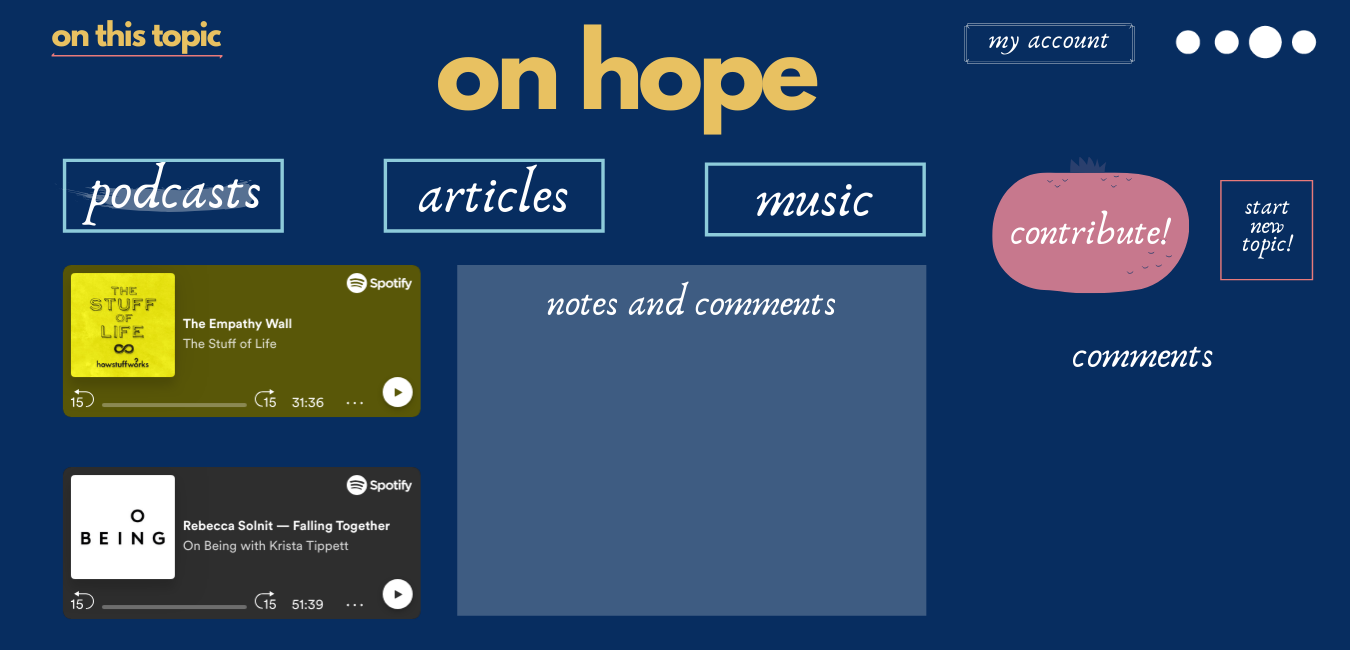 on this topic
on hope
my account
podcasts
articles
music
contribute!
start
new
topic!
THE
STUFF
OF
LIFE
howstuffworks
Spotify
The Empathy Wall
The Stuff of Life
15
15
31:36
...
notes and comments
comments
O
BEING
Spotify
Rebecca Solnit — Falling Together
On Being with Krista Tippett
15
15
51:39
...